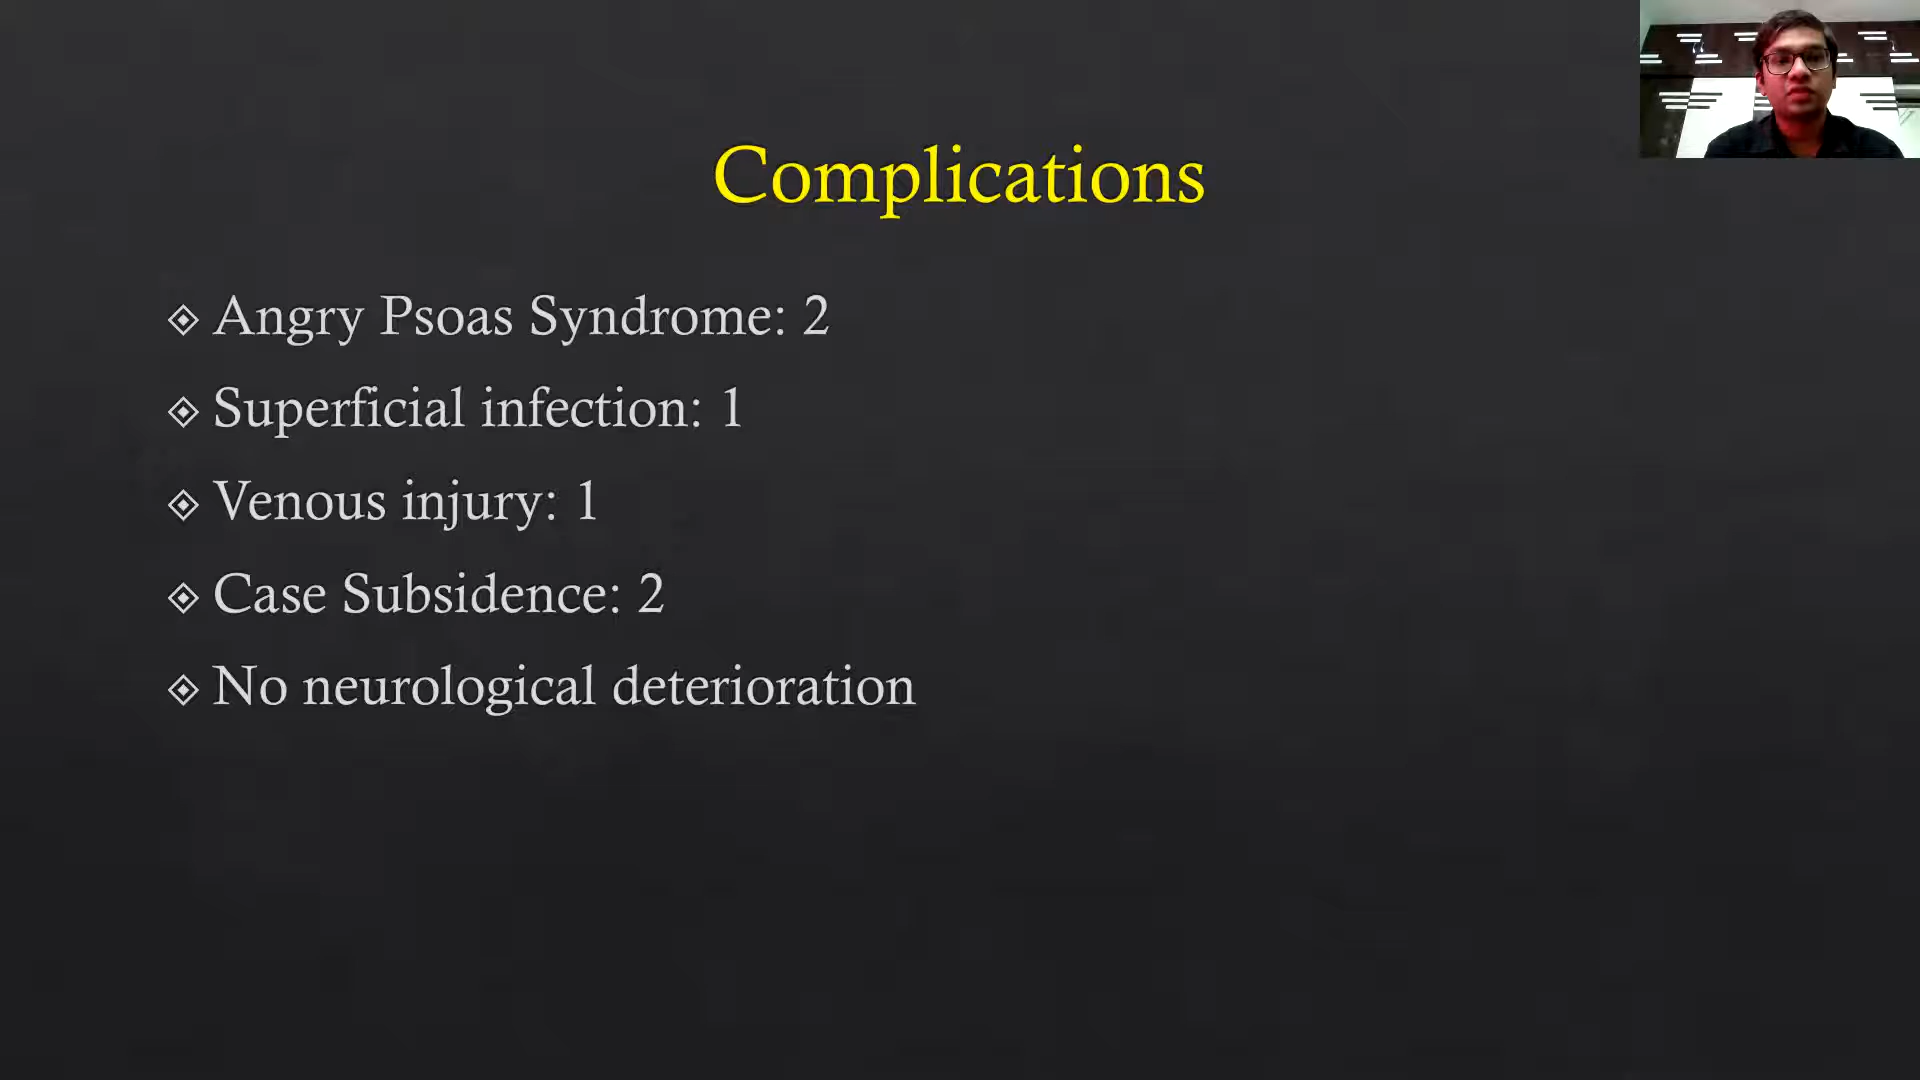 Complications
Angry Psoas Syndrome: 2
Superficial infection: 1
Venous injury: 1
Case Subsidence: 2
No neurological deterioration